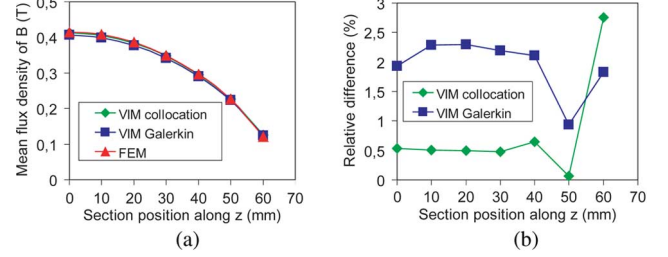 Mean flux density of B (T)
0,5
0,4
0,3
0,2
0,1
0
VIM collocation
VIM Galerkin
FEM
0 10 20 30 40 50 60 70
Section position along z (mm)
(a)
Relative difference (%)
3
2,5
2
1,5
1
0,5
0
VIM collocation
VIM Galerkin
0 10 20 30 40 50 60 70
Section position along z (mm)
(b)